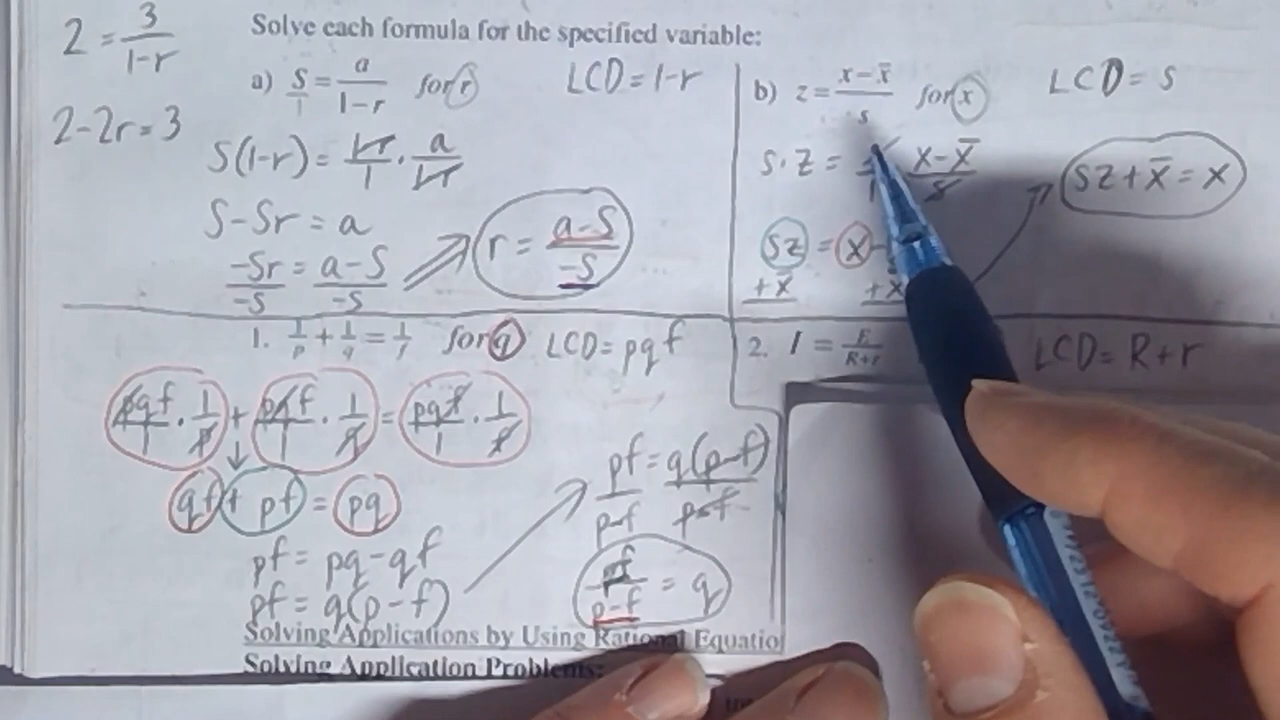 2 = 3/(1-r)
2-2r=3
Solve each formula for the specified variable:
a) S/1 = a/(1-r) for r
LCD=1-r
S(1-r) = (1-r)/1 · a/(1-r)
S-Sr = a
-Sr/-S = (a-S)/-S
r = (a-S)/-S
b) z = (x-x̄)/s for x
LCD= S
s·z = (x-x̄)/s
sz = x-
+x̄ +x
sz+x̄ = x
1. 1/p + 1/q = 1/f for q
LCD=pqf
pqf/1 · 1/p + pqf/1 · 1/q = pqf/1 · 1/f
qf + pf = pq
pf = pq-qf
pf = q(p-f)
pf/(p-f) = q(p-f)/(p-f)
pf/(p-f) = q
2. I = E/(R+r)
LCD= R+r
Solving Applications by Using Rational Equatio
Solving Application Problems: